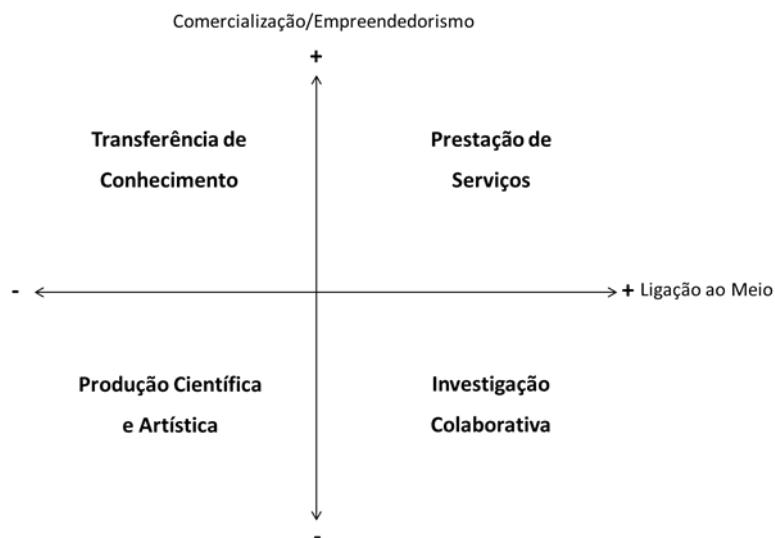 Comercialização/Empreendedorismo
+
Transferência de
Conhecimento
Prestação de
Serviços
-
+ Ligação ao Meio
Produção Científica
e Artística
Investigação
Colaborativa
-